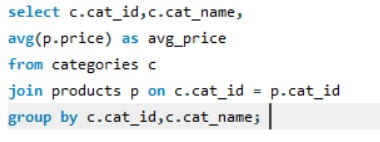 select c.cat_id,c.cat_name,
avg(p.price) as avg_price
from categories c
join products p on c.cat_id = p.cat_id
group by c.cat_id,c.cat_name;